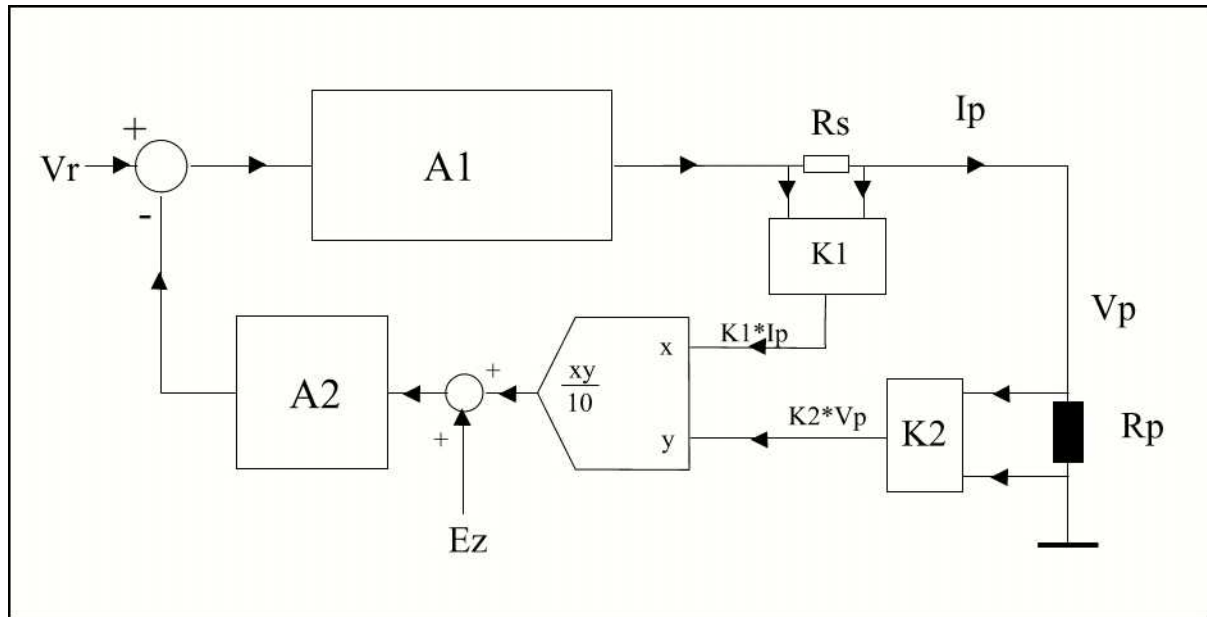 Vr
+
-
A1
Rs
Ip
K1
Vp
K1*Ip
x
xy
10
y
K2*Vp
K2
Rp
A2
+
+
Ez